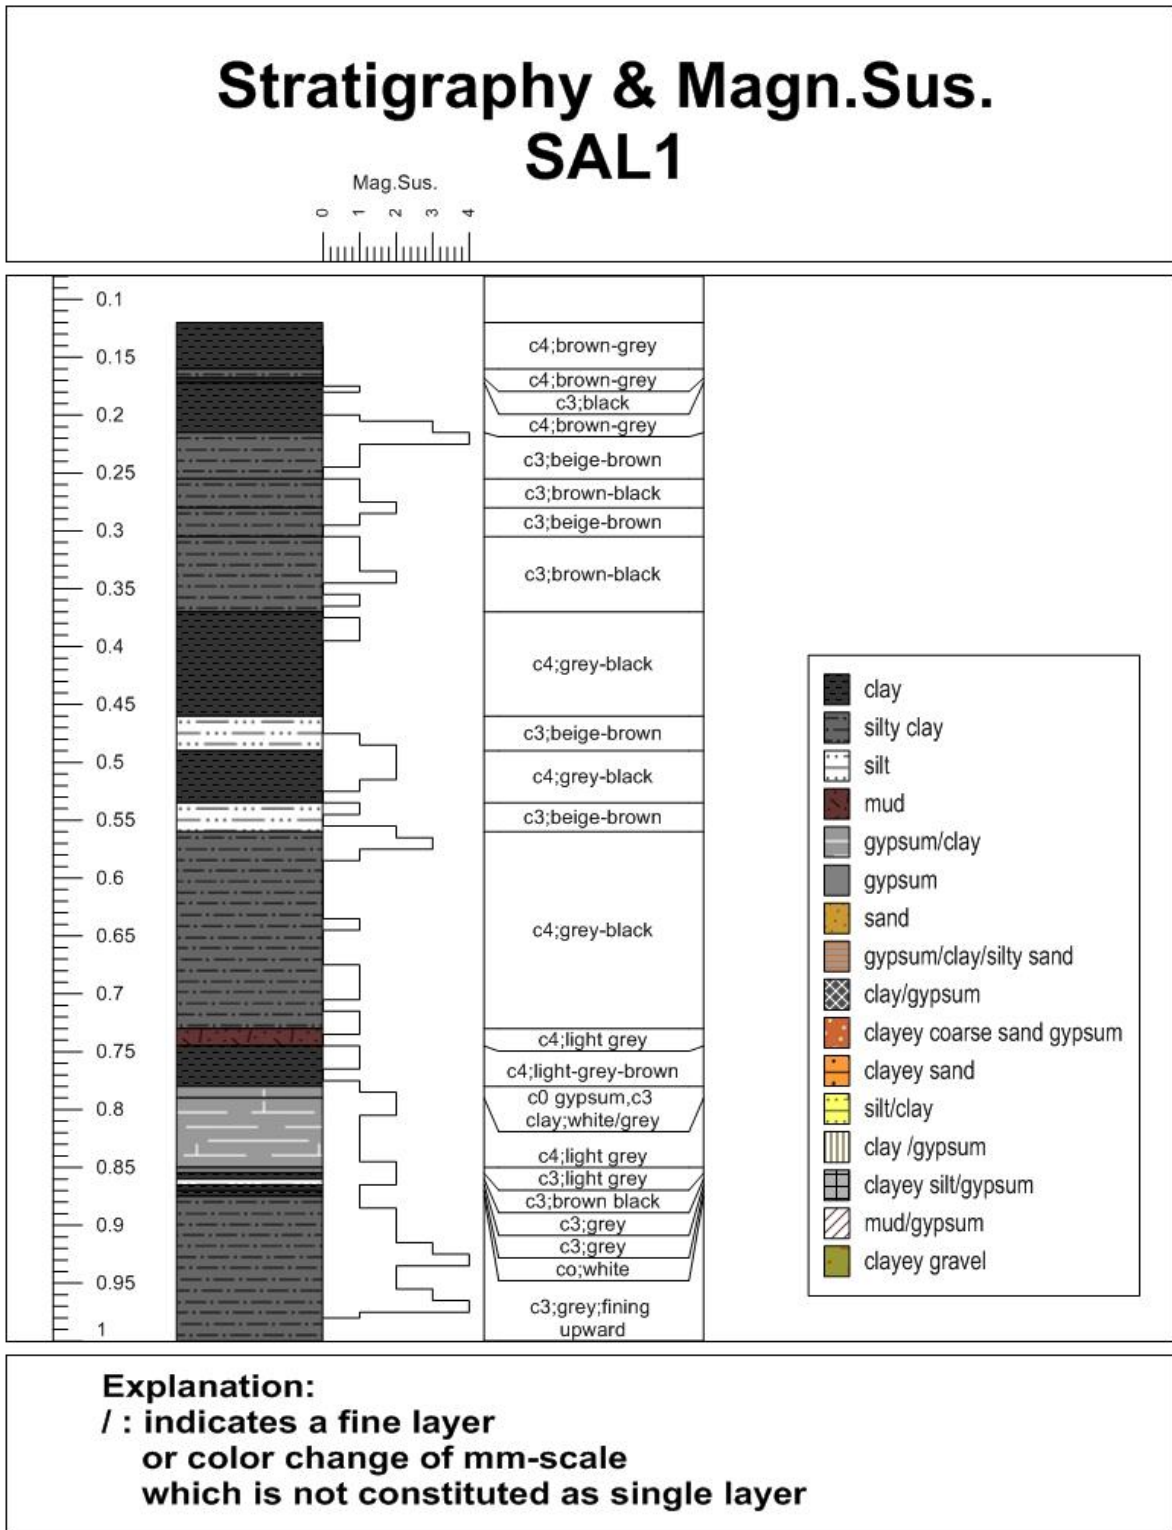 Stratigraphy & Magn.Sus.
SAL1
Mag.Sus.
0 1 2 3 4
0.1
0.15
0.2
0.25
0.3
0.35
0.4
0.45
0.5
0.55
0.6
0.65
0.7
0.75
0.8
0.85
0.9
0.95
1
c4;brown-grey
c4;brown-grey
c3;black
c4;brown-grey
c3;beige-brown
c3;brown-black
c3;beige-brown
c3;brown-black
c4;grey-black
c3;beige-brown
c4;grey-black
c3;beige-brown
c4;grey-black
c4;light grey
c4;light-grey-brown
c0 gypsum,c3
clay;white/grey
c4;light grey
c3;light grey
c3;brown black
c3;grey
c3;grey
co;white
c3;grey;fining
upward
clay
silty clay
silt
mud
gypsum/clay
gypsum
sand
gypsum/clay/silty sand
clay/gypsum
clayey coarse sand gypsum
clayey sand
silt/clay
clay /gypsum
clayey silt/gypsum
mud/gypsum
clayey gravel
Explanation:
/ : indicates a fine layer
or color change of mm-scale
which is not constituted as single layer